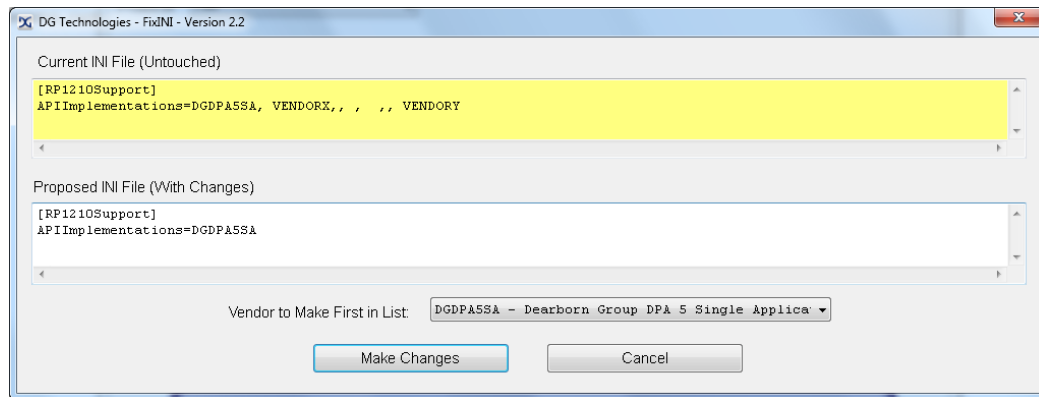 DG Technologies - FixINI - Version 2.2
Current INI File (Untouched)
[RP1210Support]
APIImplementations=DGDPA5SA, VENDORX,, ,  ,, VENDORY
Proposed INI File (With Changes)
[RP1210Support]
APIImplementations=DGDPA5SA
Vendor to Make First in List: DGDPA5SA - Dearborn Group DPA 5 Single Applica
Make Changes Cancel